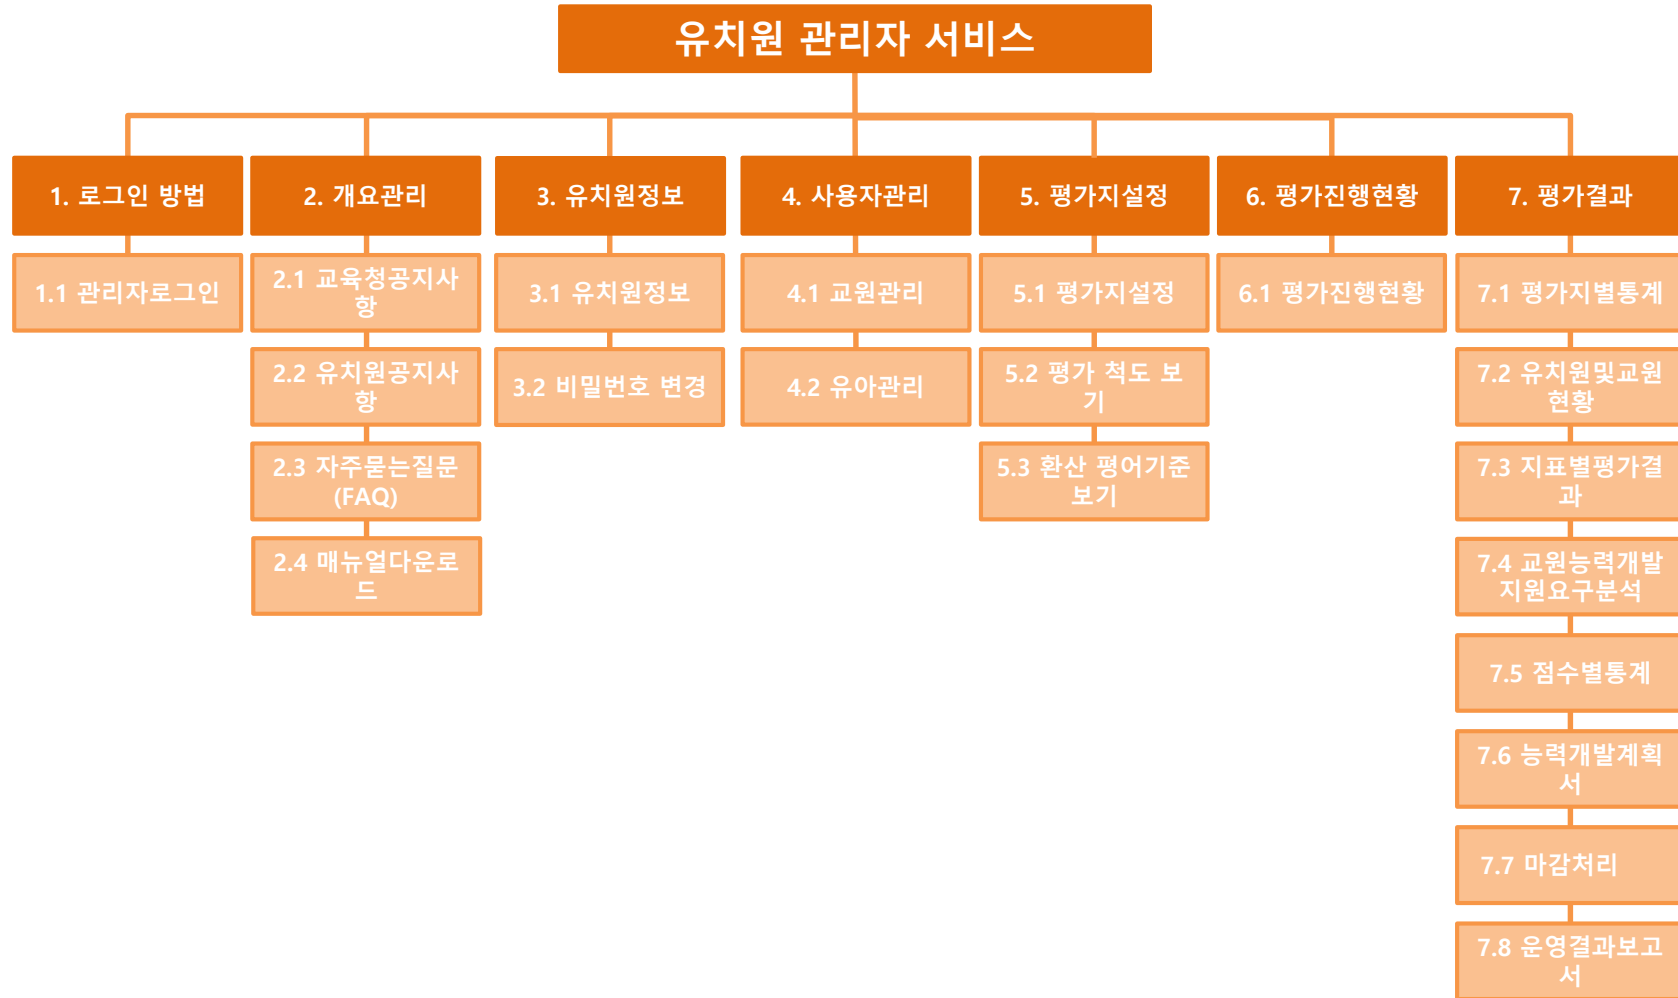 유치원 관리자 서비스
1. 로그인 방법
1.1 관리자로그인
2. 개요관리
2.1 교육청공지사
항
2.2 유치원공지사
항
2.3 자주묻는질문
(FAQ)
2.4 매뉴얼다운로
드
3. 유치원정보
3.1 유치원정보
3.2 비밀번호 변경
4. 사용자관리
4.1 교원관리
4.2 유아관리
5. 평가지설정
5.1 평가지설정
5.2 평가 척도 보
기
5.3 환산 평어기준
보기
6. 평가진행현황
6.1 평가진행현황
7. 평가결과
7.1 평가지별통계
7.2 유치원및교원
현황
7.3 지표별평가결
과
7.4 교원능력개발
지원요구분석
7.5 점수별통계
7.6 능력개발계획
서
7.7 마감처리
7.8 운영결과보고
서